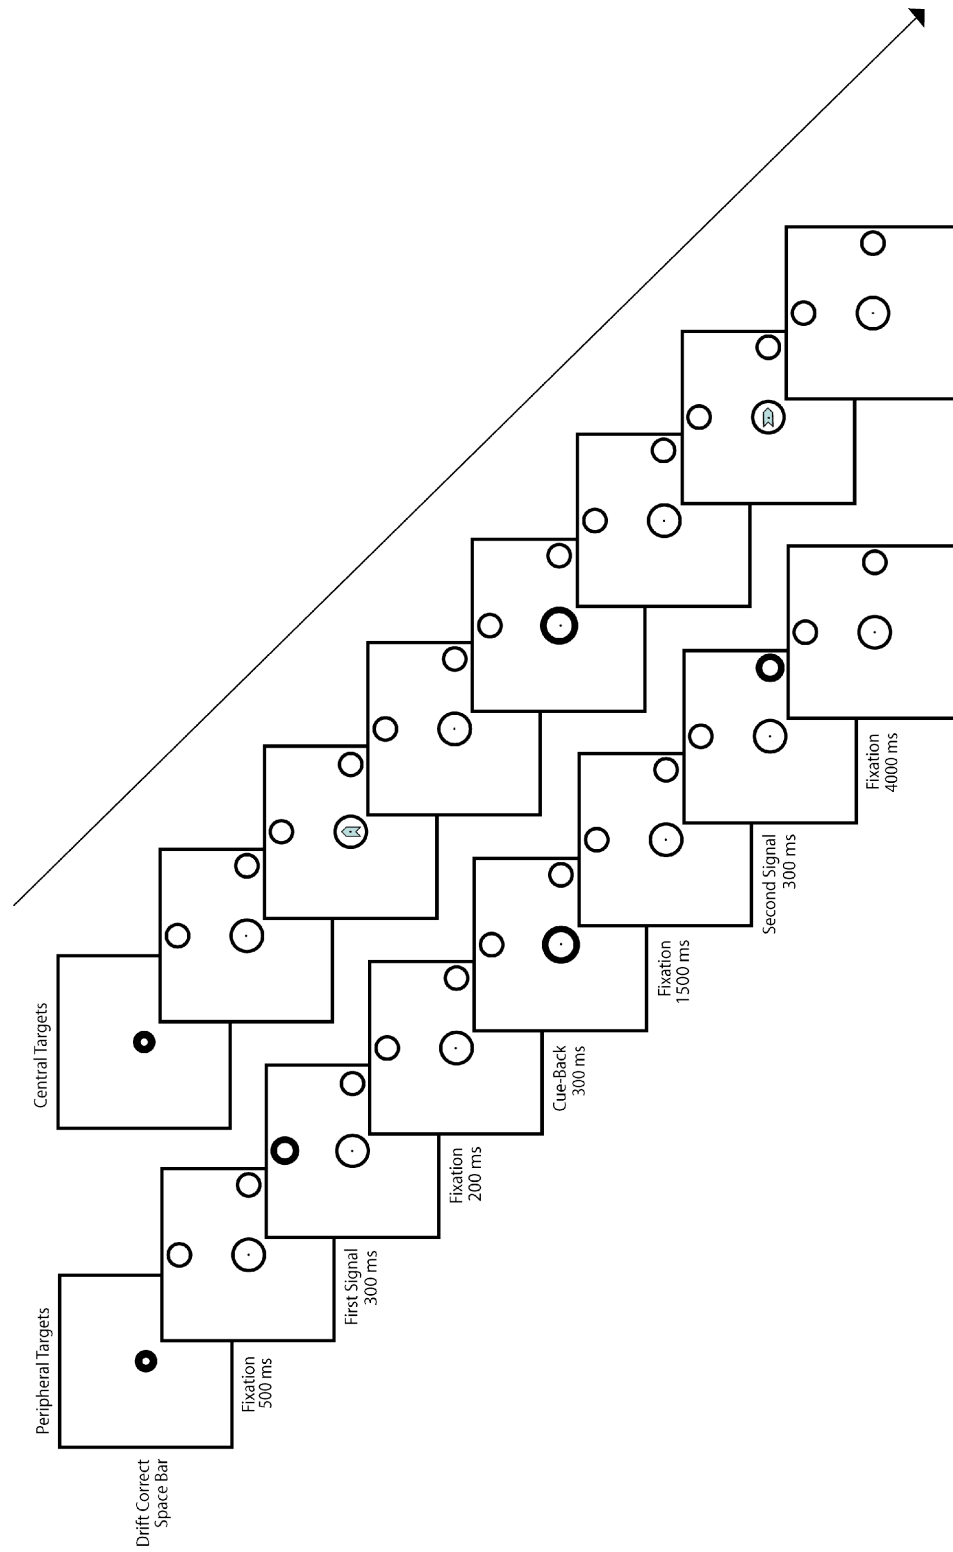 Central Targets
Peripheral Targets
Drift Correct
Space Bar
Fixation
500 ms
First Signal
300 ms
Fixation
200 ms
Cue-Back
300 ms
Fixation
1500 ms
Second Signal
300 ms
Fixation
4000 ms